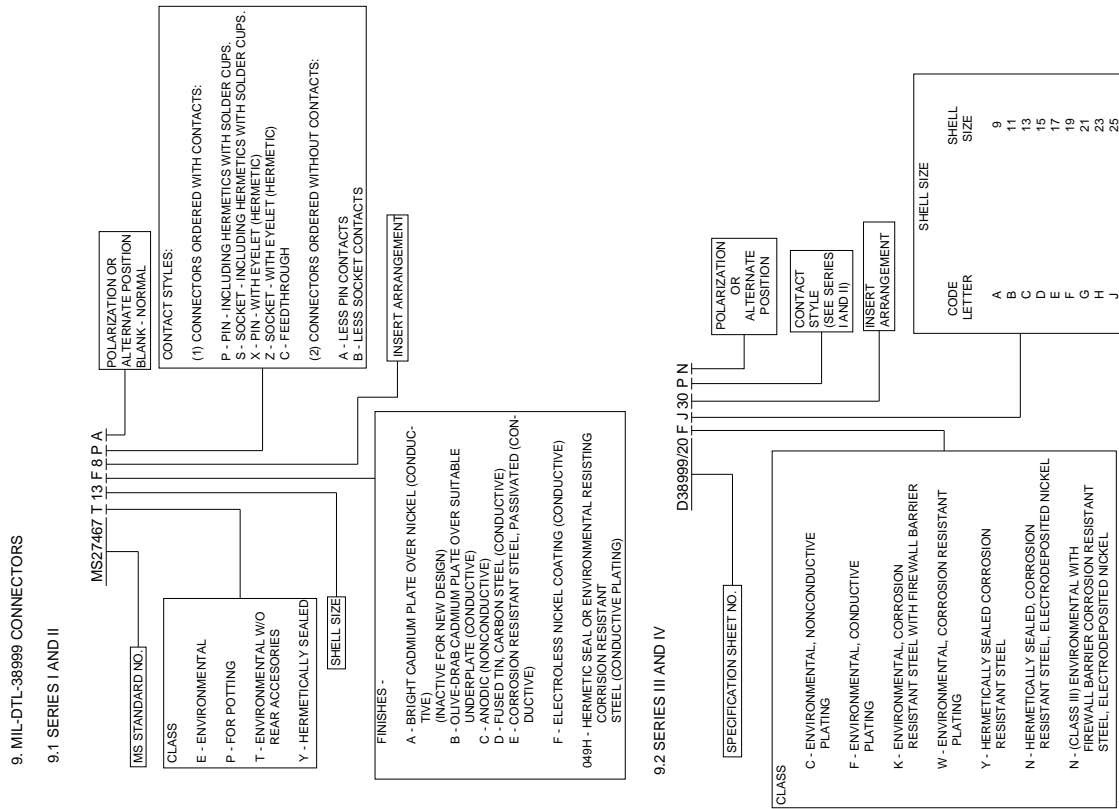 9. MIL-DTL-38999 CONNECTORS
9.1 SERIES I AND II
MS27467 T 13 F 8 P A
MS STANDARD NO.
CLASS
E - ENVIRONMENTAL
P - FOR POTTING
T - ENVIRONMENTAL W/O
REAR ACCESORIES
Y - HERMETICALLY SEALED
SHELL SIZE
FINISHES -
A - BRIGHT CADMIUM PLATE OVER NICKEL (CONDUC-
TIVE)
(INACTIVE FOR NEW DESIGN)
B - OLIVE-DRAB CADMIUM PLATE OVER SUITABLE
UNDERPLATE (CONDUCTIVE)
C - ANODIC (NONCONDUCTIVE)
D - FUSED TIN, CARBON STEEL (CONDUCTIVE)
E - CORROSION RESISTANT STEEL, PASSIVATED (CON-
DUCTIVE)
F - ELECTROLESS NICKEL COATING (CONDUCTIVE)
049H - HERMETIC SEAL OR ENVIRONMENTAL RESISTING
CORRISION RESISTANT
STEEL (CONDUCTIVE PLATING)
POLARIZATION OR
ALTERNATE POSITION
BLANK - NORMAL
CONTACT STYLES:
(1) CONNECTORS ORDERED WITH CONTACTS:
P - PIN - INCLUDING HERMETICS WITH SOLDER CUPS.
S - SOCKET - INCLUDING HERMETICS WITH SOLDER CUPS.
X - PIN - WITH EYELET (HERMETIC)
Z - SOCKET - WITH EYELET (HERMETIC)
C - FEEDTHROUGH
(2) CONNECTORS ORDERED WITHOUT CONTACTS:
A - LESS PIN CONTACTS
B - LESS SOCKET CONTACTS
INSERT ARRANGEMENT
9.2 SERIES III AND IV
D38999/20 F J 30 P N
SPECIFICATION SHEET NO.
CLASS
C - ENVIRONMENTAL, NONCONDUCTIVE
PLATING
F - ENVIRONMENTAL, CONDUCTIVE
PLATING
K - ENVIRONMENTAL, CORROSION
RESISTANT STEEL WITH FIREWALL BARRIER
W - ENVIRONMENTAL, CORROSION RESISTANT
PLATING
Y - HERMETICALLY SEALED CORROSION
RESISTANT STEEL
N - HERMETICALLY SEALED, CORROSION
RESISTANT STEEL, ELECTRODEPOSITED NICKEL
N - (CLASS III) ENVIRONMENTAL WITH
FIREWALL BARRIER CORROSION RESISTANT
STEEL, ELECTRODEPOSITED NICKEL
POLARIZATION
OR
ALTERNATE
POSITION
CONTACT
STYLE
(SEE SERIES
I AND II)
INSERT
ARRANGEMENT
SHELL SIZE
CODE LETTER SHELL SIZE
A 9
B 11
C 13
D 15
E 17
F 19
G 21
H 23
J 25